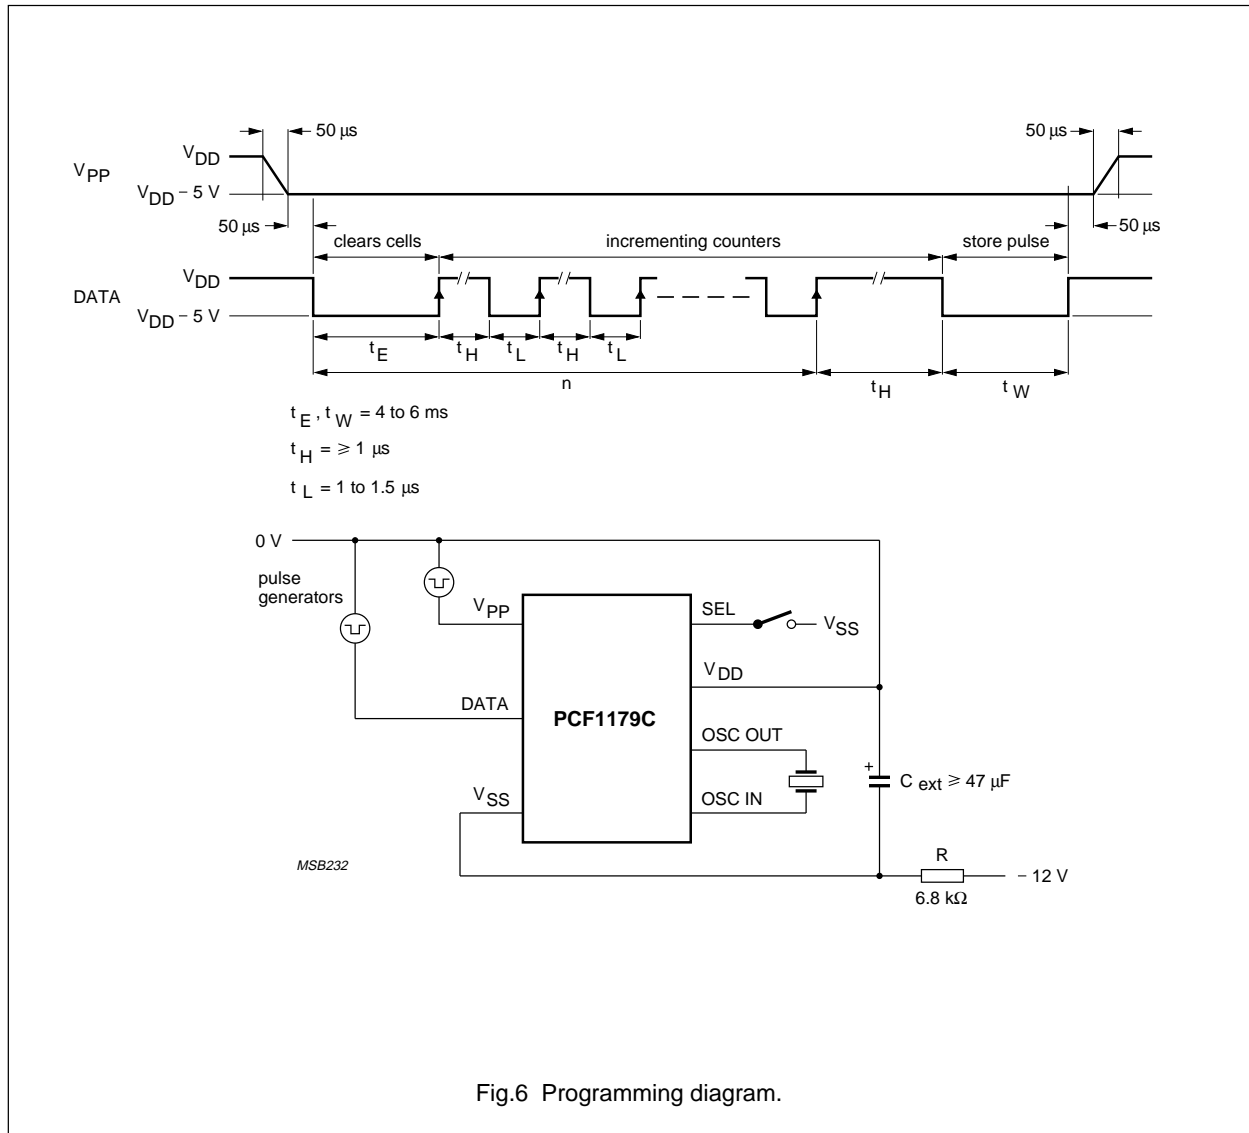 50 μs
50 μs
VPP
VDD
VDD − 5 V
50 μs
50 μs
clears cells
incrementing counters
store pulse
DATA
VDD
VDD − 5 V
tE
tH
tL
tH
tL
n
tH
tW
tE , tW = 4 to 6 ms
tH = ⩾ 1 μs
tL = 1 to 1.5 μs
0 V
pulse
generators
VPP
SEL
VSS
VDD
DATA
PCF1179C
OSC OUT
+
Cext ⩾ 47 μF
VSS
OSC IN
MSB232
R
− 12 V
6.8 kΩ
Fig.6 Programming diagram.